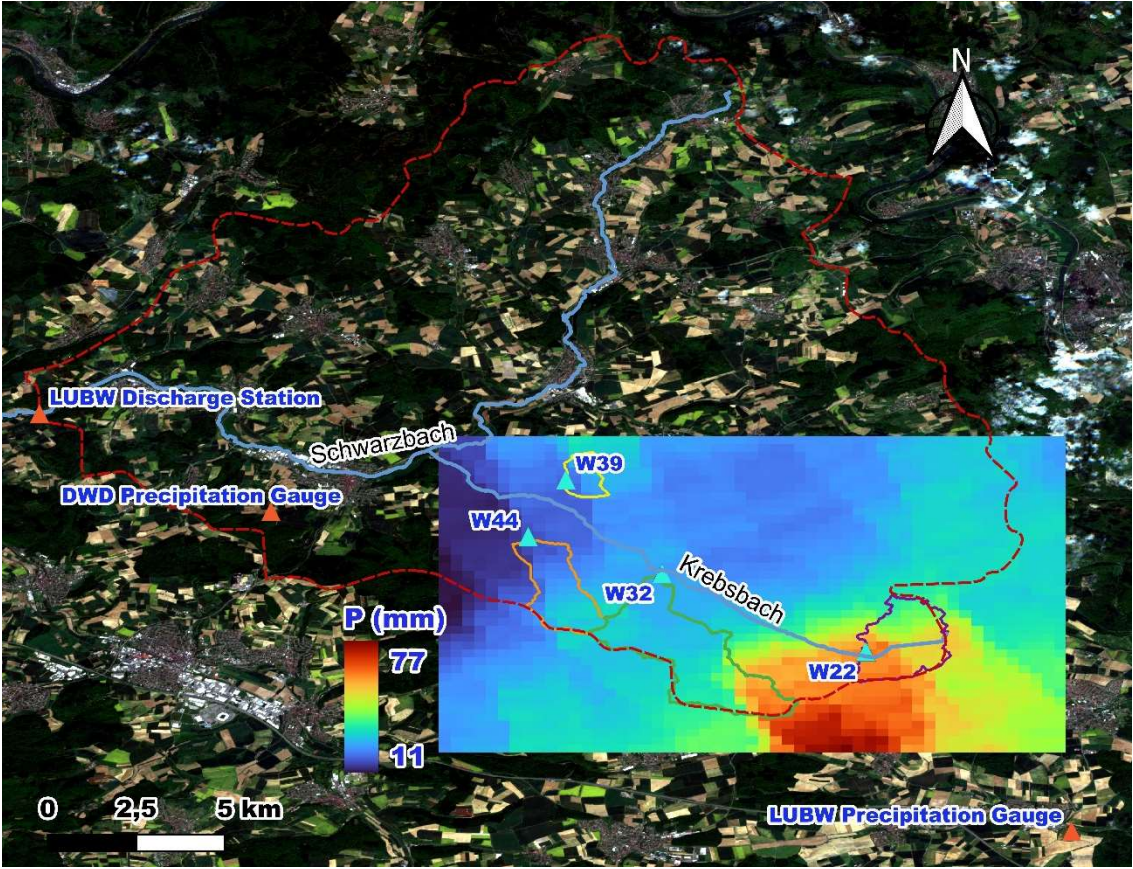 N
LUBW Discharge Station
Schwarzbach
W39
DWD Precipitation Gauge
W44
Krebsbach
W32
P (mm)
77
W22
11
0 2,5 5 km
LUBW Precipitation Gauge